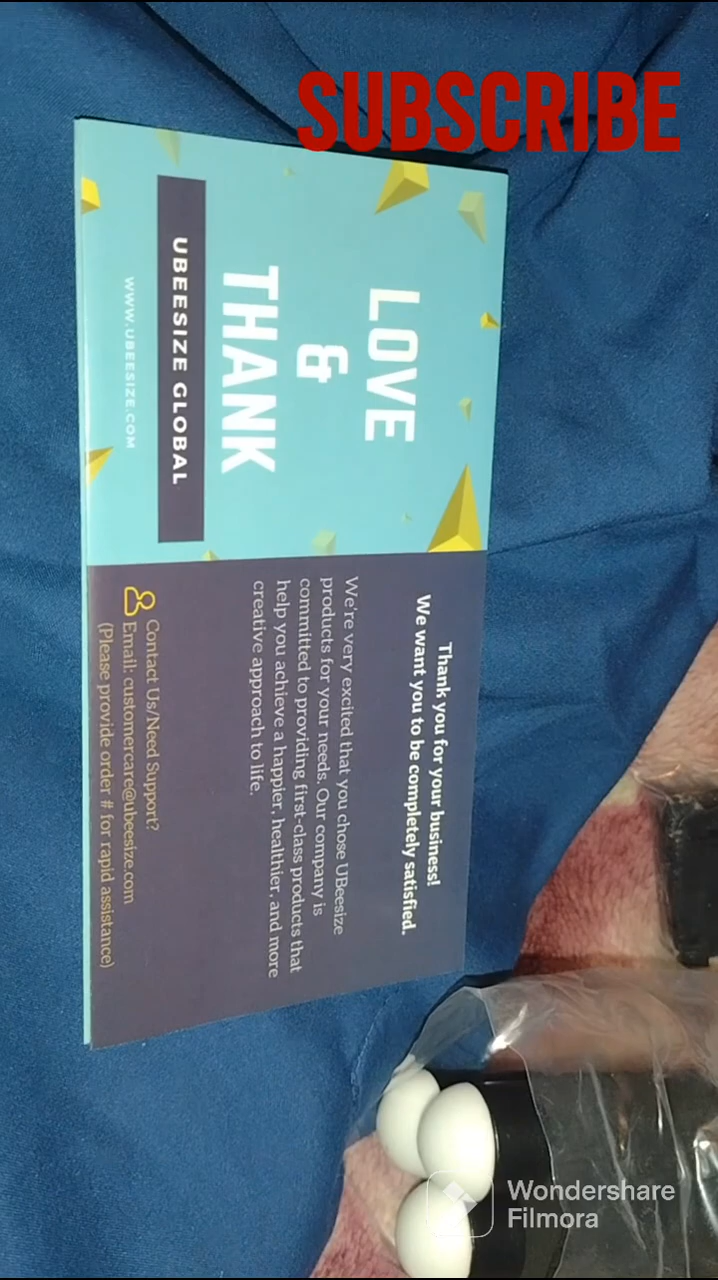 SUBSCRIBE
LOVE
&
THANK
UBEESIZE GLOBAL
WWW.UBEESIZE.COM
Thank you for your business!
We want you to be completely satisfied.
We're very excited that you chose UBeesize
products for your needs. Our company is
committed to providing first-class products that
help you achieve a happier, healthier, and more
creative approach to life.
Contact Us/Need Support?
Email: customercare@ubeesize.com
(Please provide order # for rapid assistance)
Wondershare
Filmora